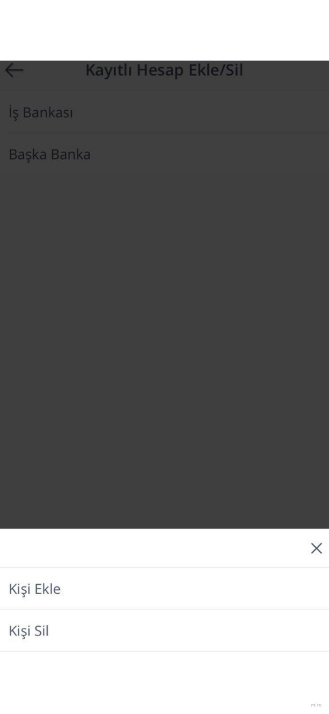 Kayıtlı Hesap Ekle/Sil
İş Bankası
Başka Banka
Kişi Ekle
Kişi Sil